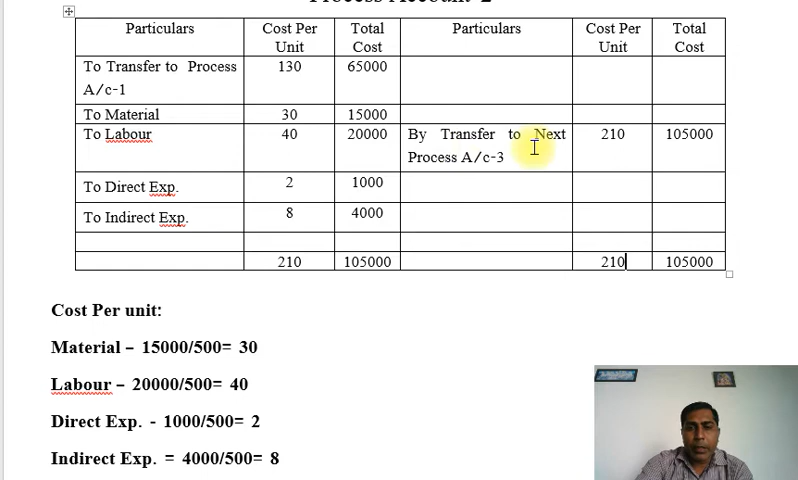 Particulars Cost Per Unit Total Cost Particulars Cost Per Unit Total Cost
To Transfer to Process A/c-1 130 65000
To Material 30 15000
To Labour 40 20000 By Transfer to Next Process A/c-3 210 105000
To Direct Exp. 2 1000
To Indirect Exp. 8 4000
210 105000 210 105000
Cost Per unit:
Material – 15000/500= 30
Labour – 20000/500= 40
Direct Exp. - 1000/500= 2
Indirect Exp. = 4000/500= 8